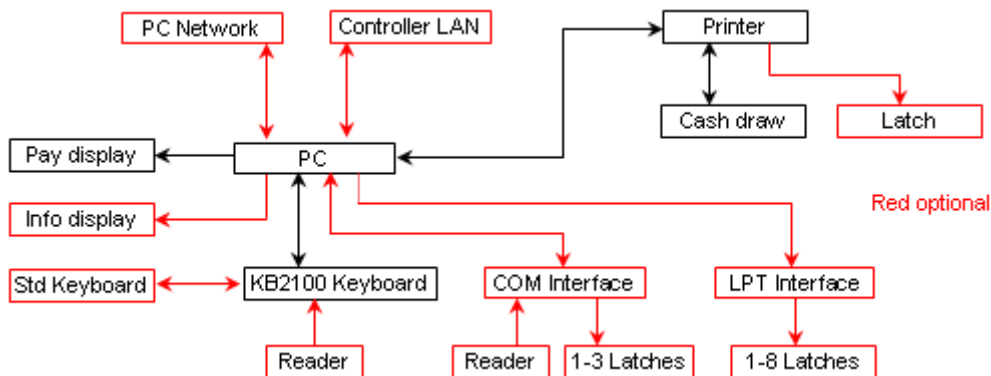 PC Network
Controller LAN
Printer
Cash draw
Latch
Pay display
PC
Info display
Red optional
Std Keyboard
KB2100 Keyboard
COM Interface
LPT Interface
Reader
Reader
1-3 Latches
1-8 Latches